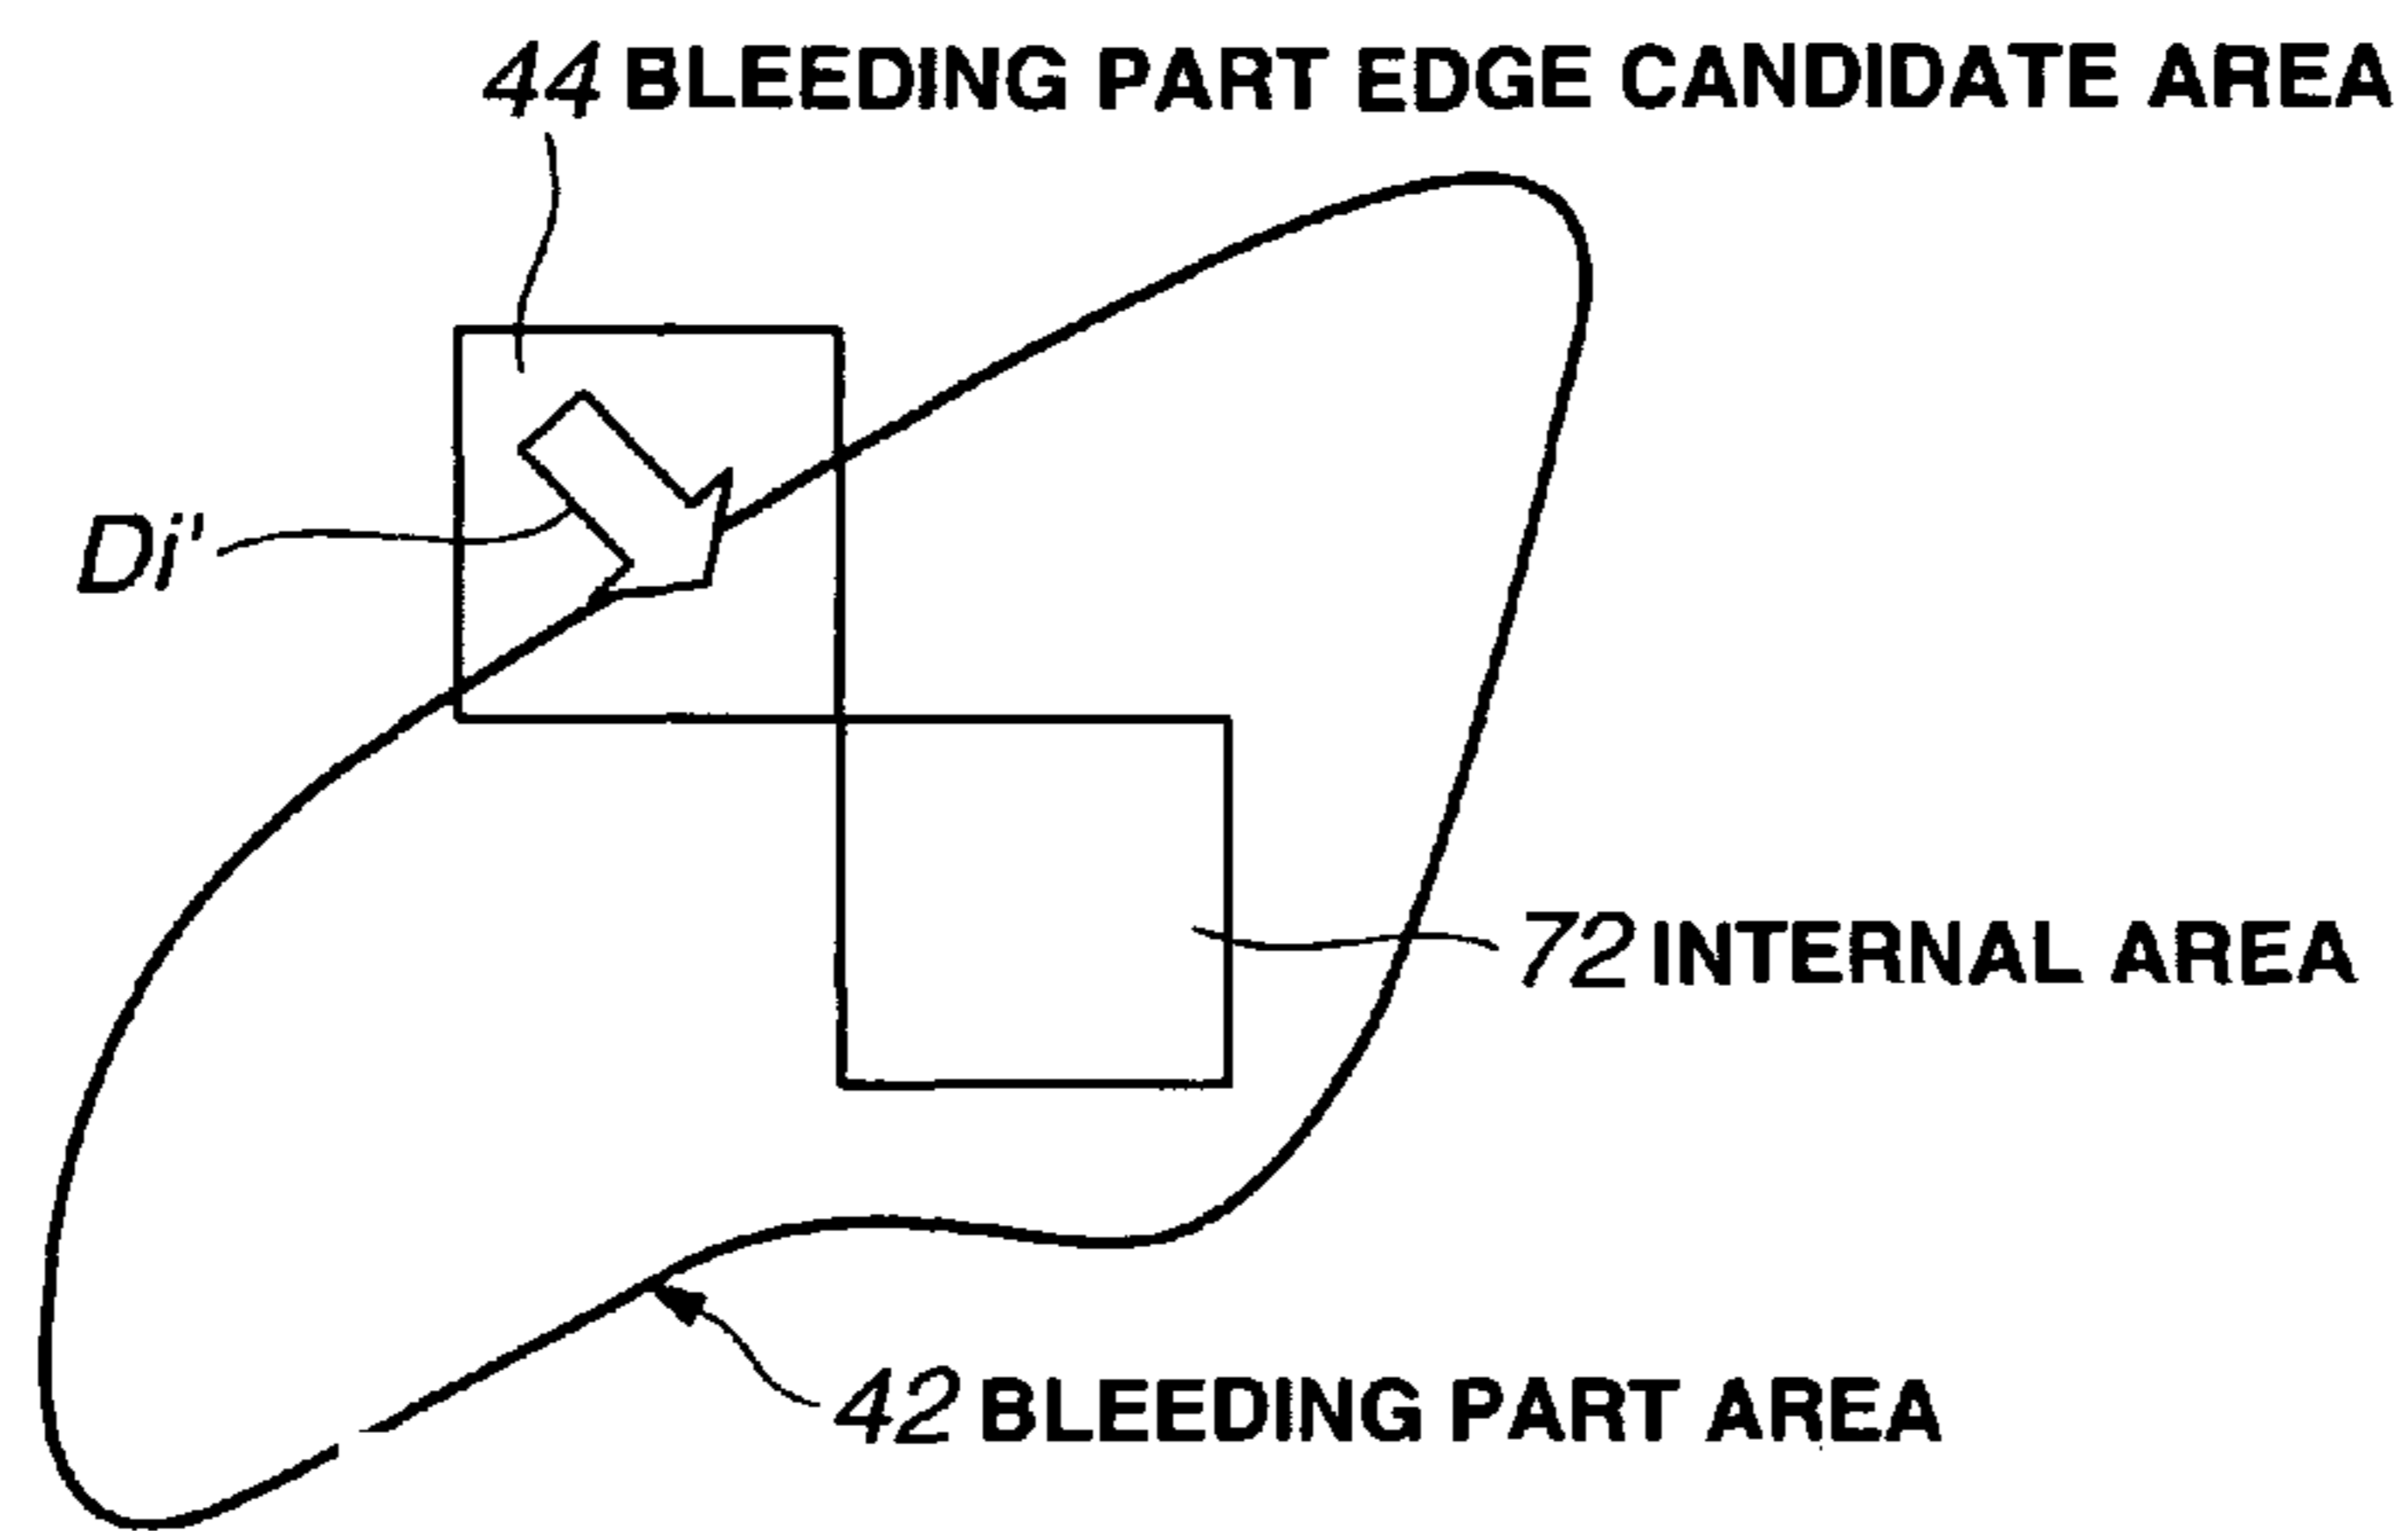 44 BLEEDING PART EDGE CANDIDATE AREA
Di'
72 INTERNAL AREA
42 BLEEDING PART AREA